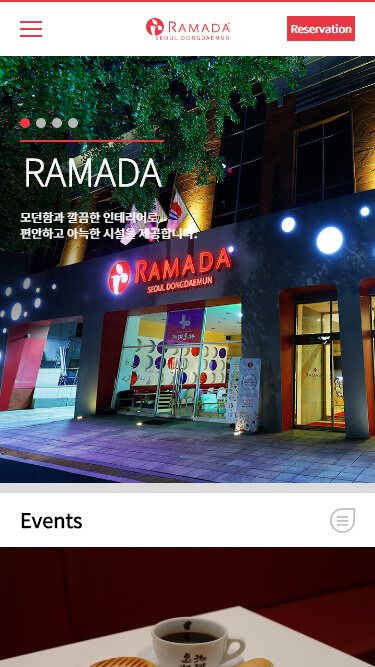 RAMADA
SEOUL DONGDAEMUN
Reservation
RAMADA
모던함과 깔끔한 인테리어로,
편안하고 아늑한 시설을 제공합니다.
RAMADA
SEOUL DONGDAEMUN
RAMADA
Events